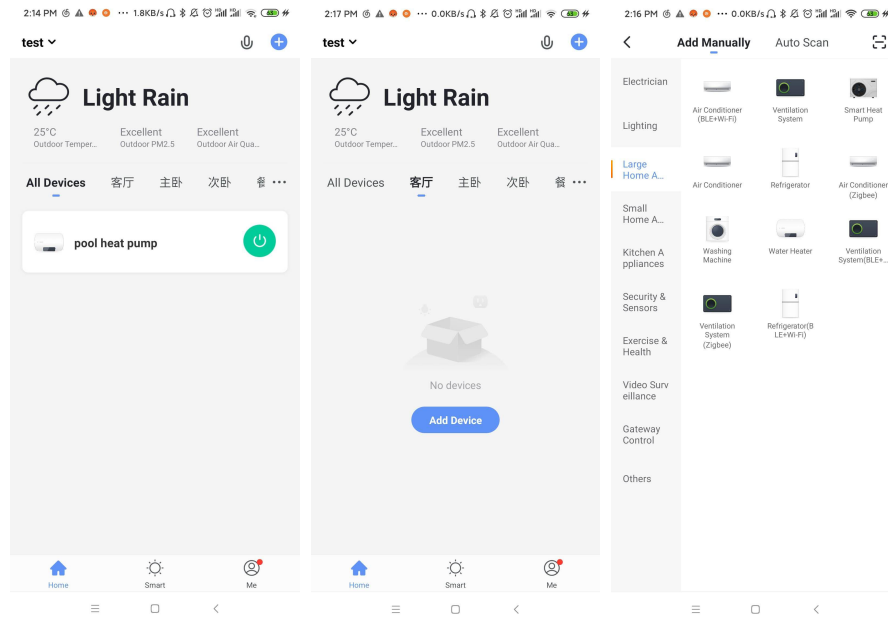 2:14 PM
1.8KB/s
65
test
Light Rain
25°C
Excellent
Excellent
Outdoor Temper...
Outdoor PM2.5
Outdoor Air Qua...
All Devices
客厅
主卧
次卧
pool heat pump
Home
Smart
Me
2:17 PM
0.0KB/s
65
test
Light Rain
25°C
Excellent
Excellent
Outdoor Temper...
Outdoor PM2.5
Outdoor Air Qua...
All Devices
客厅
主卧
次卧
餐
No devices
Add Device
Home
Smart
Me
2:16 PM
0.0KB/s
65
Add Manually
Auto Scan
Electrician
Lighting
Large
Home A...
Small
Home A...
Kitchen A
ppliances
Security &
Sensors
Exercise &
Health
Video Surv
eillance
Gateway
Control
Others
Air Conditioner
(BLE+Wi-Fi)
Ventilation
System
Smart Heat
Pump
Air Conditioner
Refrigerator
Air Conditioner
(Zigbee)
Washing
Machine
Water Heater
Ventilation
System(BLE+...
Ventilation
System
(Zigbee)
Refrigerator(B
LE+Wi-Fi)